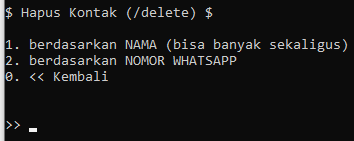 $ Hapus Kontak (/delete) $
1. berdasarkan NAMA (bisa banyak sekaligus)
2. berdasarkan NOMOR WHATSAPP
0. << Kembali
>> _